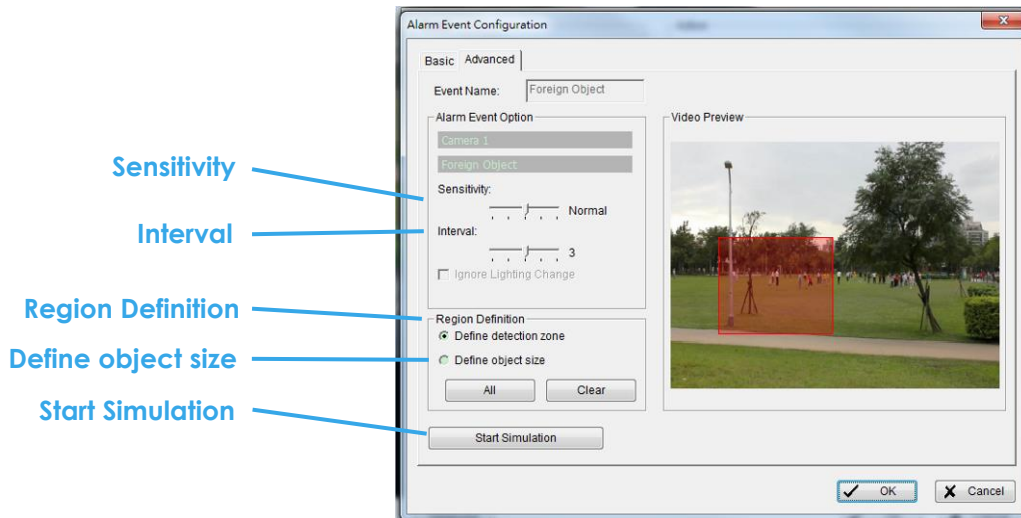 Alarm Event Configuration
Basic
Advanced
Event Name:
Foreign Object
Alarm Event Option
Camera 1
Foreign Object
Sensitivity:
Normal
Interval:
3
Ignore Lighting Change
Region Definition
Define detection zone
Define object size
All
Clear
Start Simulation
Video Preview
OK
Cancel
Sensitivity
Interval
Region Definition
Define object size
Start Simulation